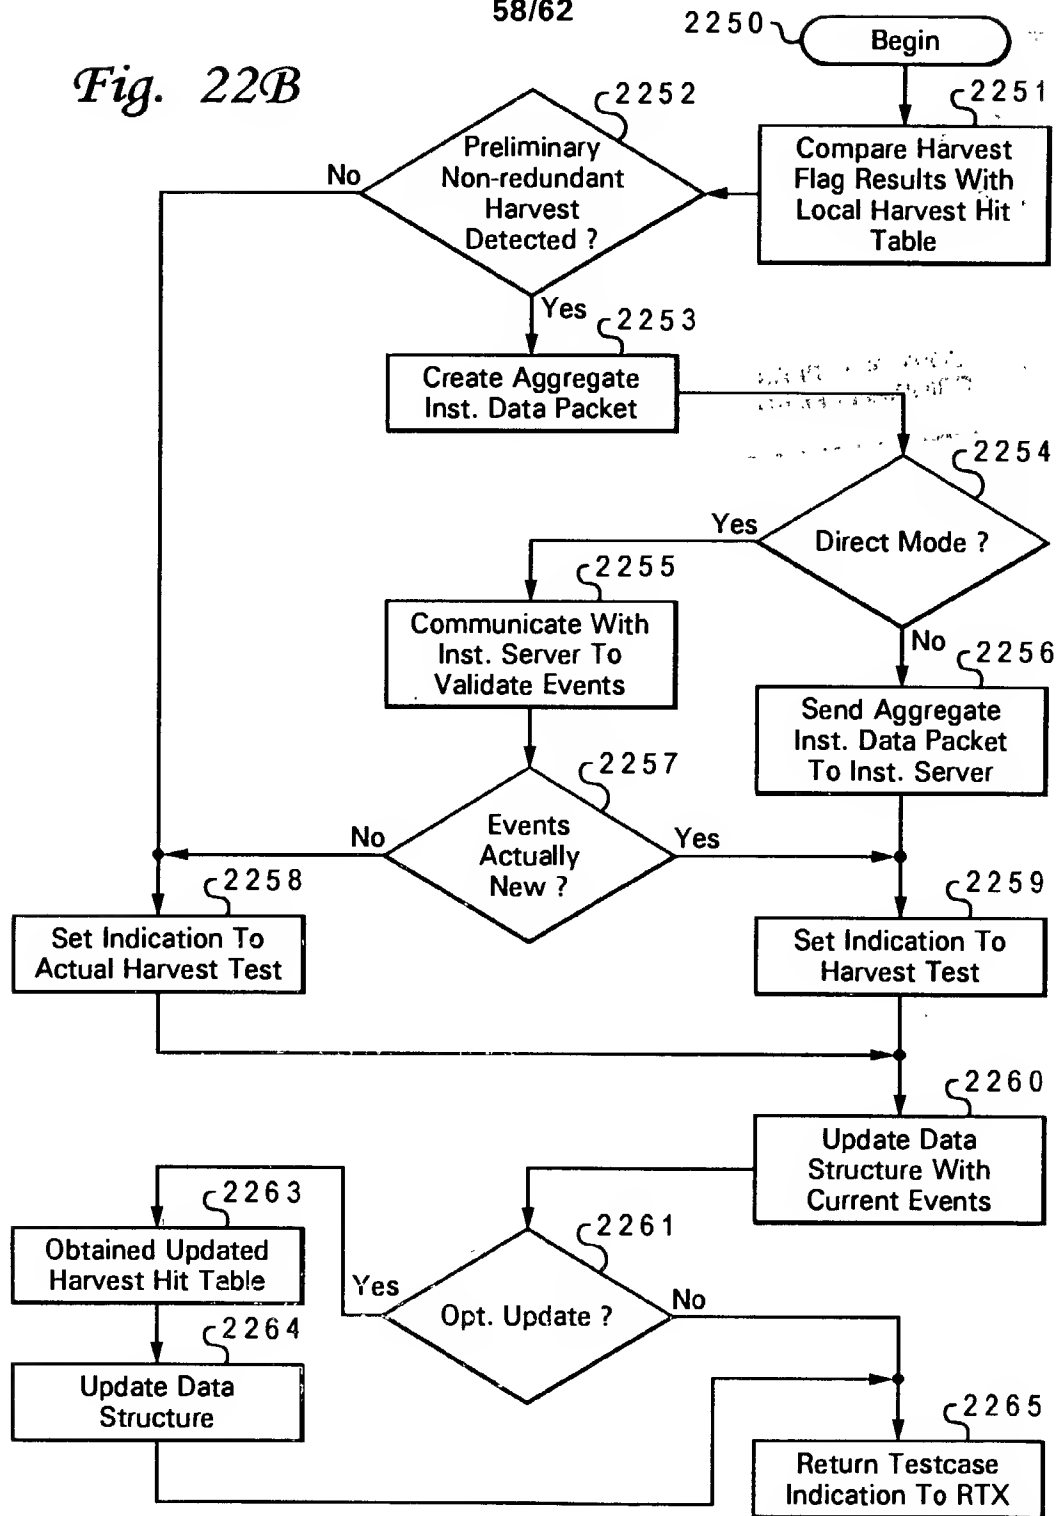 58/62
Fig. 22B
2250
Begin
2251
Compare Harvest
Flag Results With
Local Harvest Hit
Table
2252
Preliminary
Non-redundant
Harvest
Detected ?
No
Yes
2253
Create Aggregate
Inst. Data Packet
2254
Direct Mode ?
Yes
No
2255
Communicate With
Inst. Server To
Validate Events
2256
Send Aggregate
Inst. Data Packet
To Inst. Server
2257
Events
Actually
New ?
No
Yes
2258
Set Indication To
Actual Harvest Test
2259
Set Indication To
Harvest Test
2260
Update Data
Structure With
Current Events
2261
Opt. Update ?
Yes
No
2263
Obtained Updated
Harvest Hit Table
2264
Update Data
Structure
2265
Return Testcase
Indication To RTX